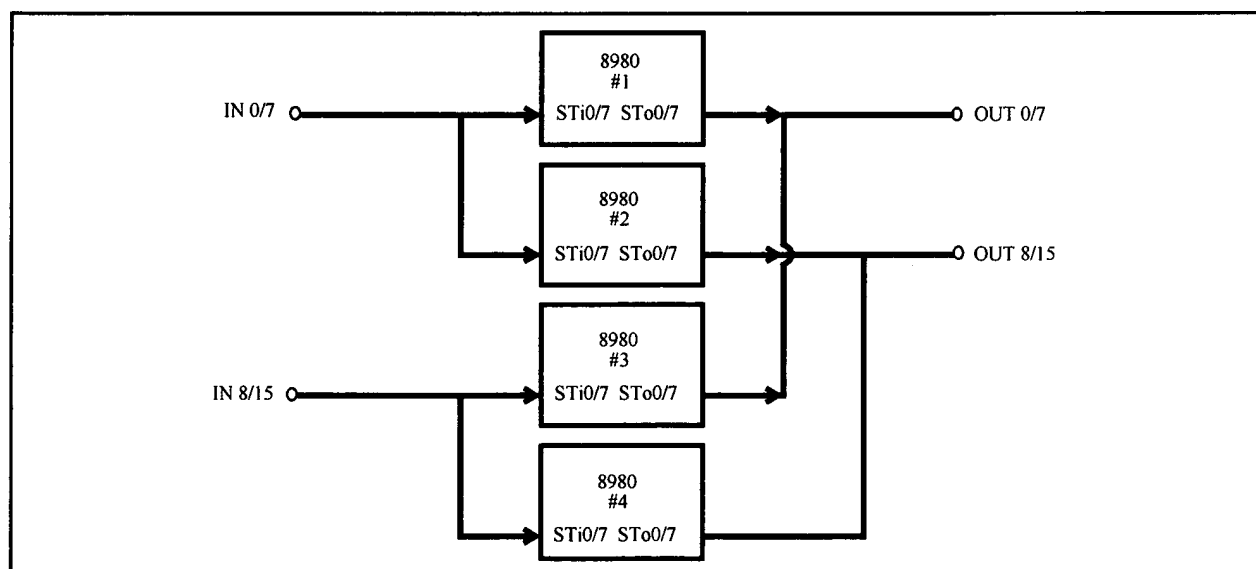 8980
#1
IN 0/7
STi0/7 STo0/7
OUT 0/7
8980
#2
STi0/7 STo0/7
OUT 8/15
8980
#3
IN 8/15
STi0/7 STo0/7
8980
#4
STi0/7 STo0/7